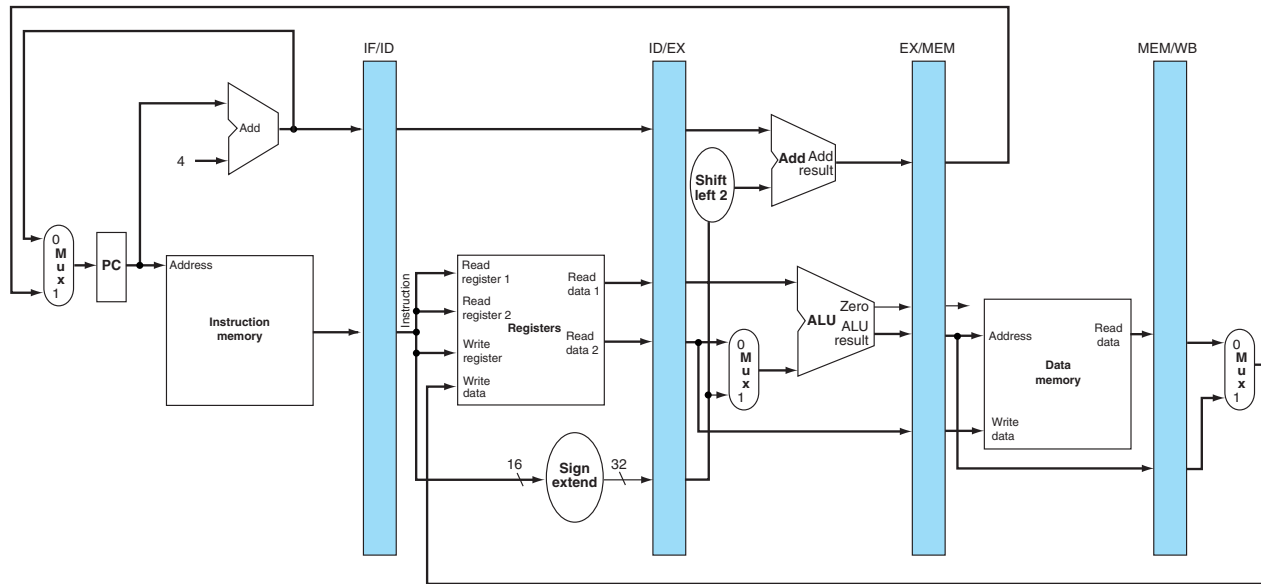 IF/ID
ID/EX
EX/MEM
MEM/WB
Add
4
Shift
left 2
Add
Add
result
0
M
u
x
1
PC
Address
Instruction
memory
Instruction
Read
register 1
Read
register 2
Write
register
Write
data
Registers
Read
data 1
Read
data 2
0
M
u
x
1
ALU
Zero
ALU
result
Address
Write
data
Data
memory
Read
data
0
M
u
x
1
16
Sign
extend
32